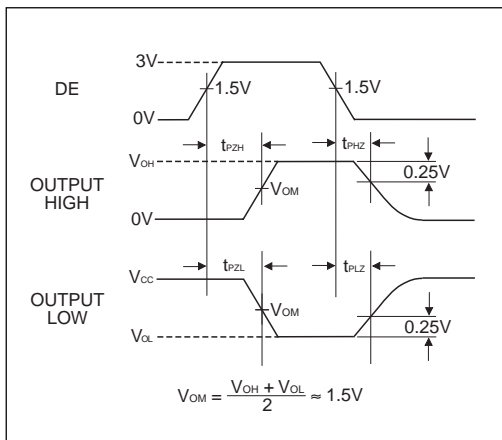 3V
DE
1.5V
1.5V
0V
tPZH
tPHZ
VOH
0.25V
OUTPUT
HIGH
VOM
0V
tPZL
tPLZ
VCC
OUTPUT
LOW
VOM
0.25V
VOL
VOM = VOH + VOL
2
≈ 1.5V